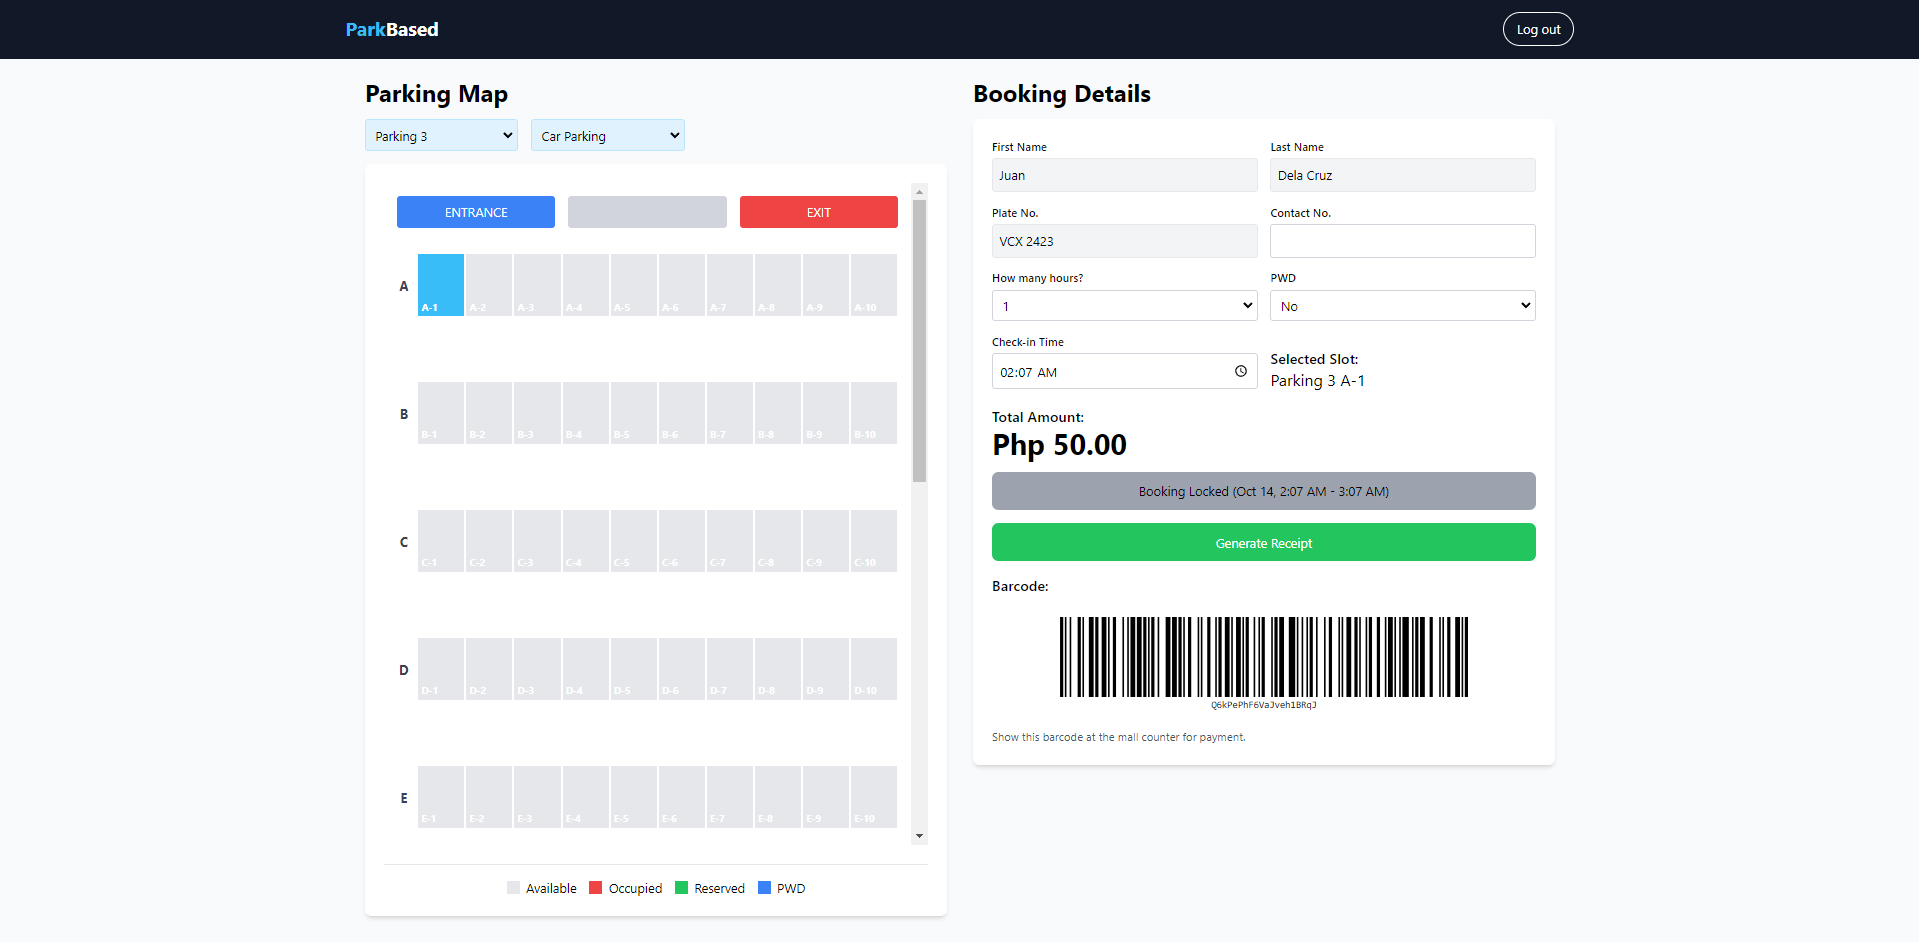 ParkBased
Log out
Parking Map
Parking 3
Car Parking
ENTRANCE
EXIT
A
A-1 A-2 A-3 A-4 A-5 A-6 A-7 A-8 A-9 A-10
B
B-1 B-2 B-3 B-4 B-5 B-6 B-7 B-8 B-9 B-10
C
C-1 C-2 C-3 C-4 C-5 C-6 C-7 C-8 C-9 C-10
D
D-1 D-2 D-3 D-4 D-5 D-6 D-7 D-8 D-9 D-10
E
E-1 E-2 E-3 E-4 E-5 E-6 E-7 E-8 E-9 E-10
Available Occupied Reserved PWD
Booking Details
First Name
Juan
Last Name
Dela Cruz
Plate No.
VCX 2423
Contact No.
How many hours?
1
PWD
No
Check-in Time
02:07 AM
Selected Slot:
Parking 3 A-1
Total Amount:
Php 50.00
Booking Locked (Oct 14, 2:07 AM - 3:07 AM)
Generate Receipt
Barcode:
Q6kPePhF6VaJveh1BRqJ
Show this barcode at the mall counter for payment.